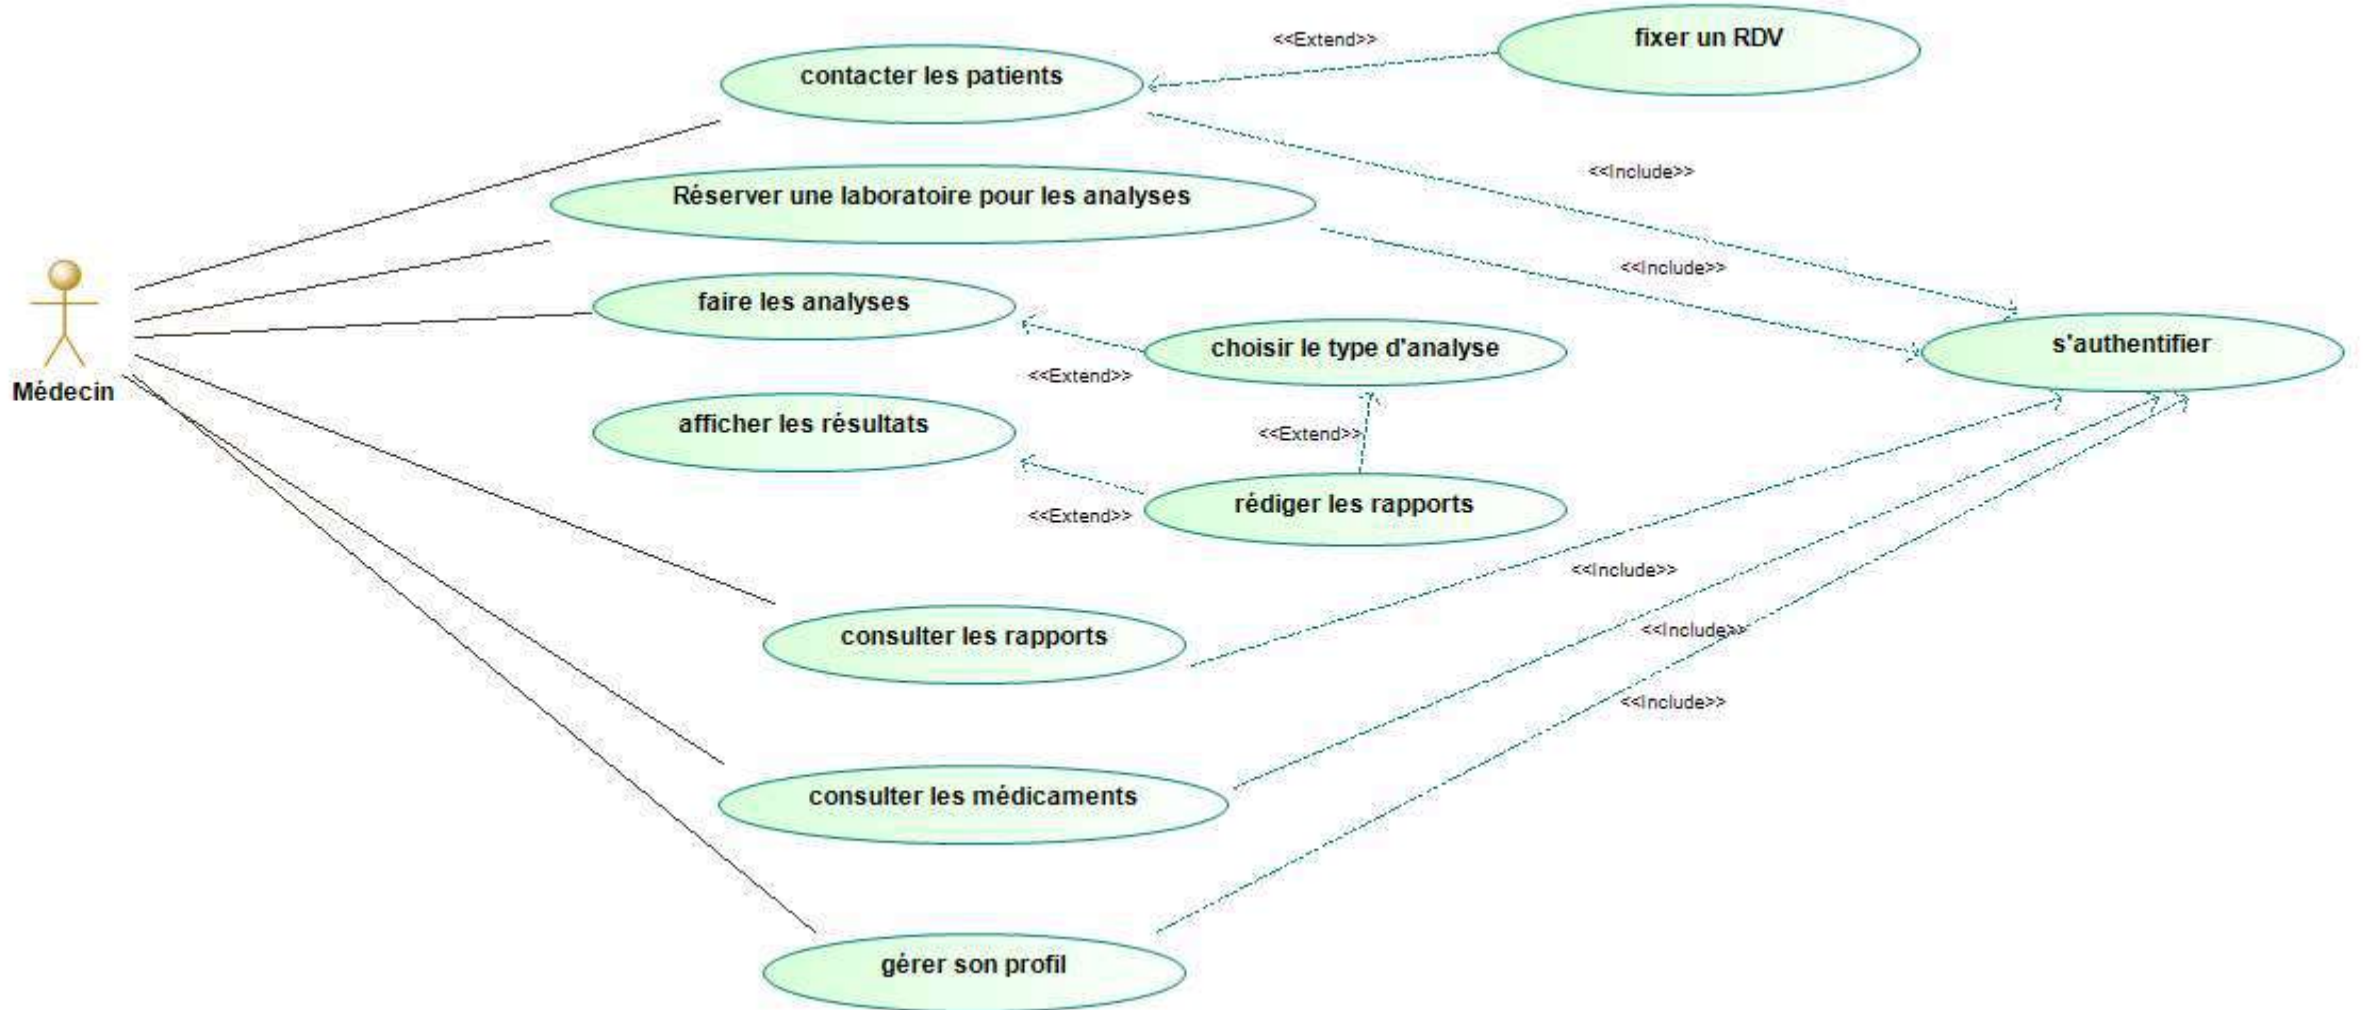 fixer un RDV
<<Extend>>
contacter les patients
<<Include>>
Réserver une laboratoire pour les analyses
<<Include>>
faire les analyses
s'authentifier
choisir le type d'analyse
<<Extend>>
Médecin
afficher les résultats
<<Extend>>
rédiger les rapports
<<Extend>>
<<Include>>
consulter les rapports
<<Include>>
<<Include>>
consulter les médicaments
gérer son profil